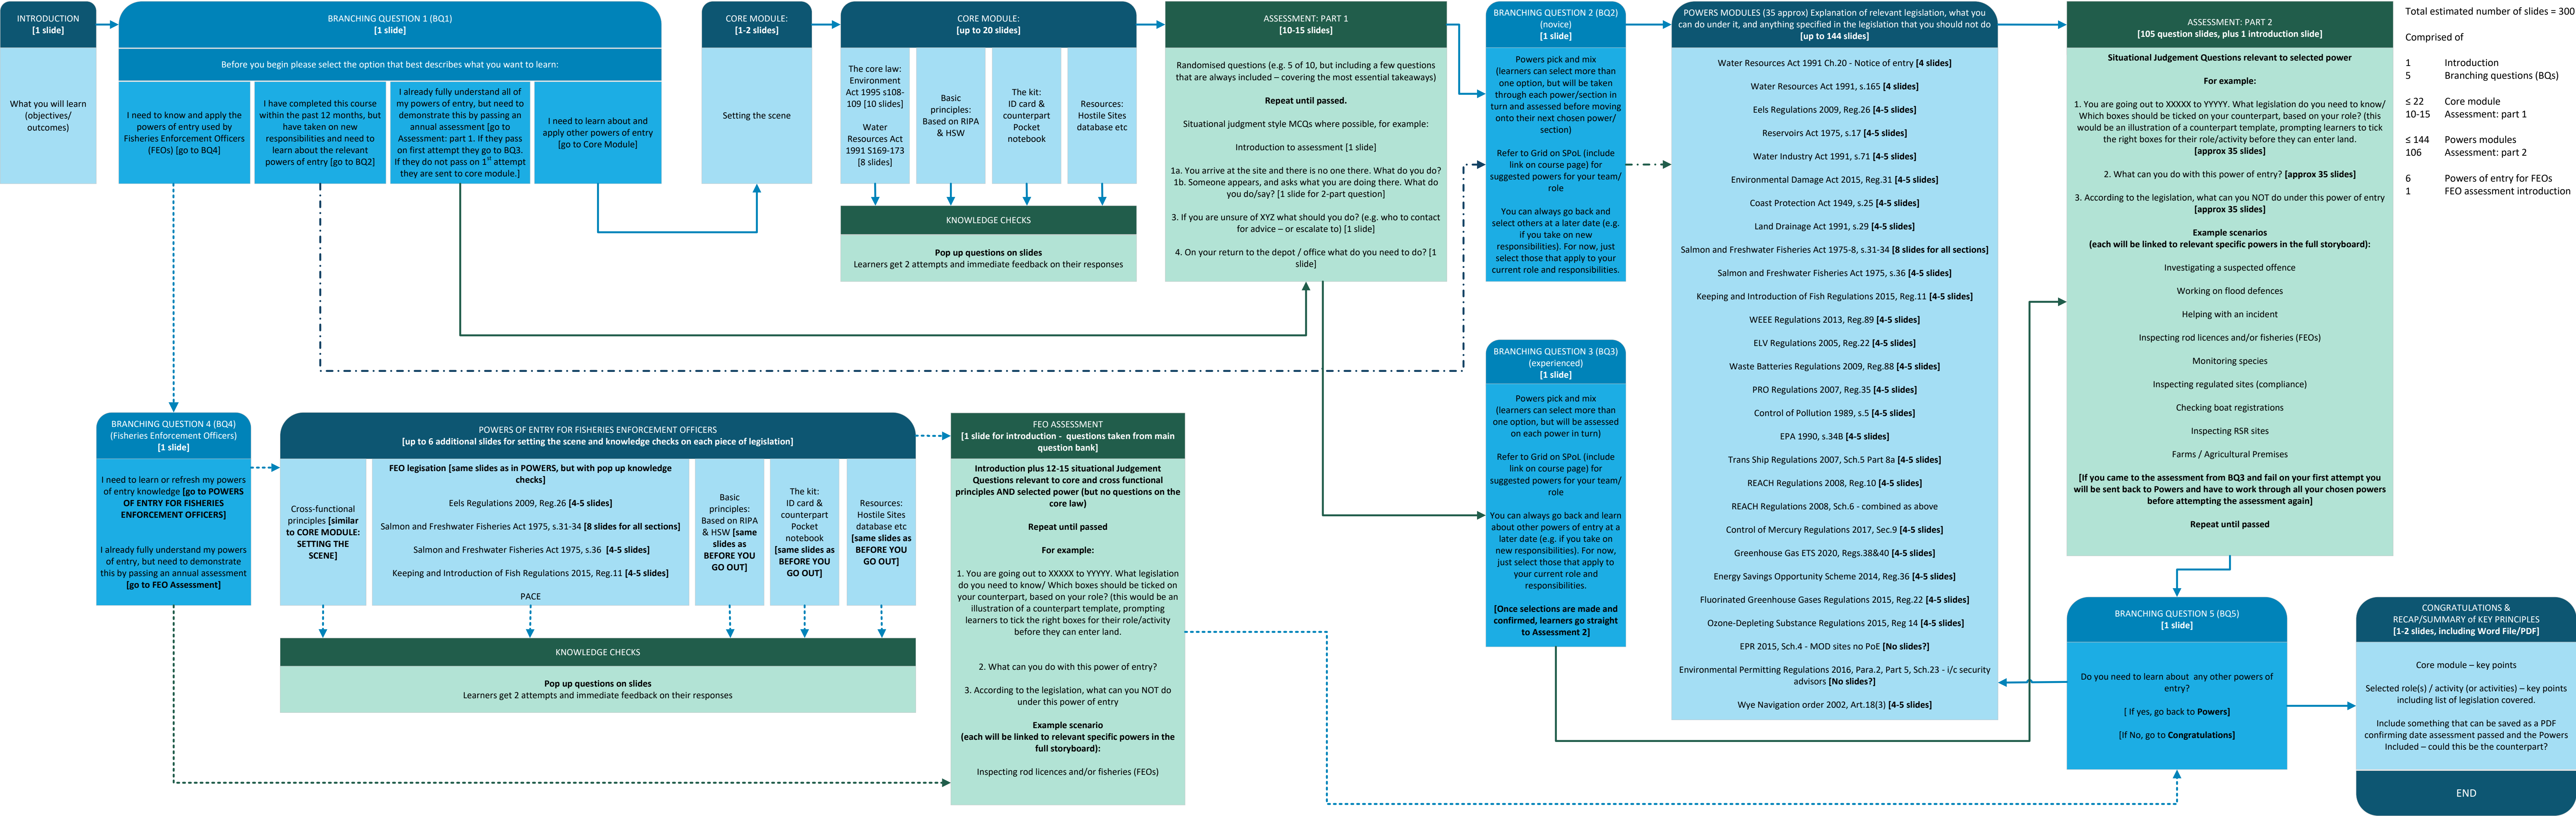 INTRODUCTION
[1 slide]
What you will learn
(objectives/
outcomes)
BRANCHING QUESTION 1 (BQ1)
[1 slide]
Before you begin please select the option that best describes what you want to learn:
I need to know and apply the
powers of entry used by
Fisheries Enforcement Officers
(FEOs) [go to BQ4]
I have completed this course
within the past 12 months, but
have taken on new
responsibilities and need to
learn about the relevant
powers of entry [go to BQ2]
I already fully understand all of
my powers of entry, but need to
demonstrate this by passing an
annual assessment [go to
Assessment: part 1. If they pass
on first attempt they go to BQ3.
If they do not pass on 1st attempt
they are sent to core module.]
I need to learn about and
apply other powers of entry
[go to Core Module]
CORE MODULE:
[1-2 slides]
Setting the scene
CORE MODULE:
[up to 20 slides]
The core law:
Environment
Act 1995 s108-
109 [10 slides]
Water
Resources Act
1991 S169-173
[8 slides]
Basic
principles:
Based on RIPA
& HSW
The kit:
ID card &
counterpart
Pocket
notebook
Resources:
Hostile Sites
database etc
KNOWLEDGE CHECKS
Pop up questions on slides
Learners get 2 attempts and immediate feedback on their responses
ASSESSMENT: PART 1
[10-15 slides]
Randomised questions (e.g. 5 of 10, but including a few questions
that are always included – covering the most essential takeaways)
Repeat until passed.
Situational judgment style MCQs where possible, for example:
Introduction to assessment [1 slide]
1a. You arrive at the site and there is no one there. What do you do?
1b. Someone appears, and asks what you are doing there. What do
you do/say? [1 slide for 2-part question]
3. If you are unsure of XYZ what should you do? (e.g. who to contact
for advice – or escalate to) [1 slide]
4. On your return to the depot / office what do you need to do? [1
slide]
BRANCHING QUESTION 2 (BQ2)
(novice)
[1 slide]
Powers pick and mix
(learners can select more than
one option, but will be taken
through each power/section in
turn and assessed before moving
onto their next chosen power/
section)
Refer to Grid on SPoL (include
link on course page) for
suggested powers for your team/
role
You can always go back and
select others at a later date (e.g.
if you take on new
responsibilities). For now, just
select those that apply to your
current role and responsibilities.
BRANCHING QUESTION 3 (BQ3)
(experienced)
[1 slide]
Powers pick and mix
(learners can select more than
one option, but will be assessed
on each power in turn)
Refer to Grid on SPoL (include
link on course page) for
suggested powers for your team/
role
You can always go back and learn
about other powers of entry at a
later date (e.g. if you take on
new responsibilities). For now,
just select those that apply to
your current role and
responsibilities.
[Once selections are made and
confirmed, learners go straight
to Assessment 2]
POWERS MODULES (35 approx) Explanation of relevant legislation, what you
can do under it, and anything specified in the legislation that you should not do
[up to 144 slides]
Water Resources Act 1991 Ch.20 - Notice of entry [4 slides]
Water Resources Act 1991, s.165 [4 slides]
Eels Regulations 2009, Reg.26 [4-5 slides]
Reservoirs Act 1975, s.17 [4-5 slides]
Water Industry Act 1991, s.71 [4-5 slides]
Environmental Damage Act 2015, Reg.31 [4-5 slides]
Coast Protection Act 1949, s.25 [4-5 slides]
Land Drainage Act 1991, s.29 [4-5 slides]
Salmon and Freshwater Fisheries Act 1975-8, s.31-34 [8 slides for all sections]
Salmon and Freshwater Fisheries Act 1975, s.36 [4-5 slides]
Keeping and Introduction of Fish Regulations 2015, Reg.11 [4-5 slides]
WEEE Regulations 2013, Reg.89 [4-5 slides]
ELV Regulations 2005, Reg.22 [4-5 slides]
Waste Batteries Regulations 2009, Reg.88 [4-5 slides]
PRO Regulations 2007, Reg.35 [4-5 slides]
Control of Pollution 1989, s.5 [4-5 slides]
EPA 1990, s.34B [4-5 slides]
Trans Ship Regulations 2007, Sch.5 Part 8a [4-5 slides]
REACH Regulations 2008, Reg.10 [4-5 slides]
REACH Regulations 2008, Sch.6 - combined as above
Control of Mercury Regulations 2017, Sec.9 [4-5 slides]
Greenhouse Gas ETS 2020, Regs.38&40 [4-5 slides]
Energy Savings Opportunity Scheme 2014, Reg.36 [4-5 slides]
Fluorinated Greenhouse Gases Regulations 2015, Reg.22 [4-5 slides]
Ozone-Depleting Substance Regulations 2015, Reg 14 [4-5 slides]
EPR 2015, Sch.4 - MOD sites no PoE [No slides?]
Environmental Permitting Regulations 2016, Para.2, Part 5, Sch.23 - i/c security
advisors [No slides?]
Wye Navigation order 2002, Art.18(3) [4-5 slides]
ASSESSMENT: PART 2
[105 question slides, plus 1 introduction slide]
Situational Judgement Questions relevant to selected power
For example:
1. You are going out to XXXXX to YYYYY. What legislation do you need to know/
Which boxes should be ticked on your counterpart, based on your role? (this
would be an illustration of a counterpart template, prompting learners to tick
the right boxes for their role/activity before they can enter land.
[approx 35 slides]
2. What can you do with this power of entry? [approx 35 slides]
3. According to the legislation, what can you NOT do under this power of entry
[approx 35 slides]
Example scenarios
(each will be linked to relevant specific powers in the full storyboard):
Investigating a suspected offence
Working on flood defences
Helping with an incident
Inspecting rod licences and/or fisheries (FEOs)
Monitoring species
Inspecting regulated sites (compliance)
Checking boat registrations
Inspecting RSR sites
Farms / Agricultural Premises
[If you came to the assessment from BQ3 and fail on your first attempt you
will be sent back to Powers and have to work through all your chosen powers
before attempting the assessment again]
Repeat until passed
Total estimated number of slides = 300
Comprised of
1 Introduction
5 Branching questions (BQs)
≤ 22 Core module
10-15 Assessment: part 1
≤ 144 Powers modules
106 Assessment: part 2
6 Powers of entry for FEOs
1 FEO assessment introduction
BRANCHING QUESTION 4 (BQ4)
(Fisheries Enforcement Officers)
[1 slide]
I need to learn or refresh my powers
of entry knowledge [go to POWERS
OF ENTRY FOR FISHERIES
ENFORCEMENT OFFICERS]
I already fully understand my powers
of entry, but need to demonstrate
this by passing an annual assessment
[go to FEO Assessment]
POWERS OF ENTRY FOR FISHERIES ENFORCEMENT OFFICERS
[up to 6 additional slides for setting the scene and knowledge checks on each piece of legislation]
Cross-functional
principles [similar
to CORE MODULE:
SETTING THE
SCENE]
FEO legisation [same slides as in POWERS, but with pop up knowledge
checks]
Eels Regulations 2009, Reg.26 [4-5 slides]
Salmon and Freshwater Fisheries Act 1975, s.31-34 [8 slides for all sections]
Salmon and Freshwater Fisheries Act 1975, s.36 [4-5 slides]
Keeping and Introduction of Fish Regulations 2015, Reg.11 [4-5 slides]
PACE
Basic
principles:
Based on RIPA
& HSW [same
slides as
BEFORE YOU
GO OUT]
The kit:
ID card &
counterpart
Pocket
notebook
[same slides as
BEFORE YOU
GO OUT]
Resources:
Hostile Sites
database etc
[same slides as
BEFORE YOU
GO OUT]
KNOWLEDGE CHECKS
Pop up questions on slides
Learners get 2 attempts and immediate feedback on their responses
FEO ASSESSMENT
[1 slide for introduction - questions taken from main
question bank]
Introduction plus 12-15 situational Judgement
Questions relevant to core and cross functional
principles AND selected power (but no questions on the
core law)
Repeat until passed
For example:
1. You are going out to XXXXX to YYYYY. What legislation
do you need to know/ Which boxes should be ticked on
your counterpart, based on your role? (this would be an
illustration of a counterpart template, prompting
learners to tick the right boxes for their role/activity
before they can enter land.
2. What can you do with this power of entry?
3. According to the legislation, what can you NOT do
under this power of entry
Example scenario
(each will be linked to relevant specific powers in the
full storyboard):
Inspecting rod licences and/or fisheries (FEOs)
BRANCHING QUESTION 5 (BQ5)
[1 slide]
Do you need to learn about any other powers of
entry?
[ If yes, go back to Powers]
[If No, go to Congratulations]
CONGRATULATIONS &
RECAP/SUMMARY of KEY PRINCIPLES
[1-2 slides, including Word File/PDF]
Core module – key points
Selected role(s) / activity (or activities) – key points
including list of legislation covered.
Include something that can be saved as a PDF
confirming date assessment passed and the Powers
Included – could this be the counterpart?
END